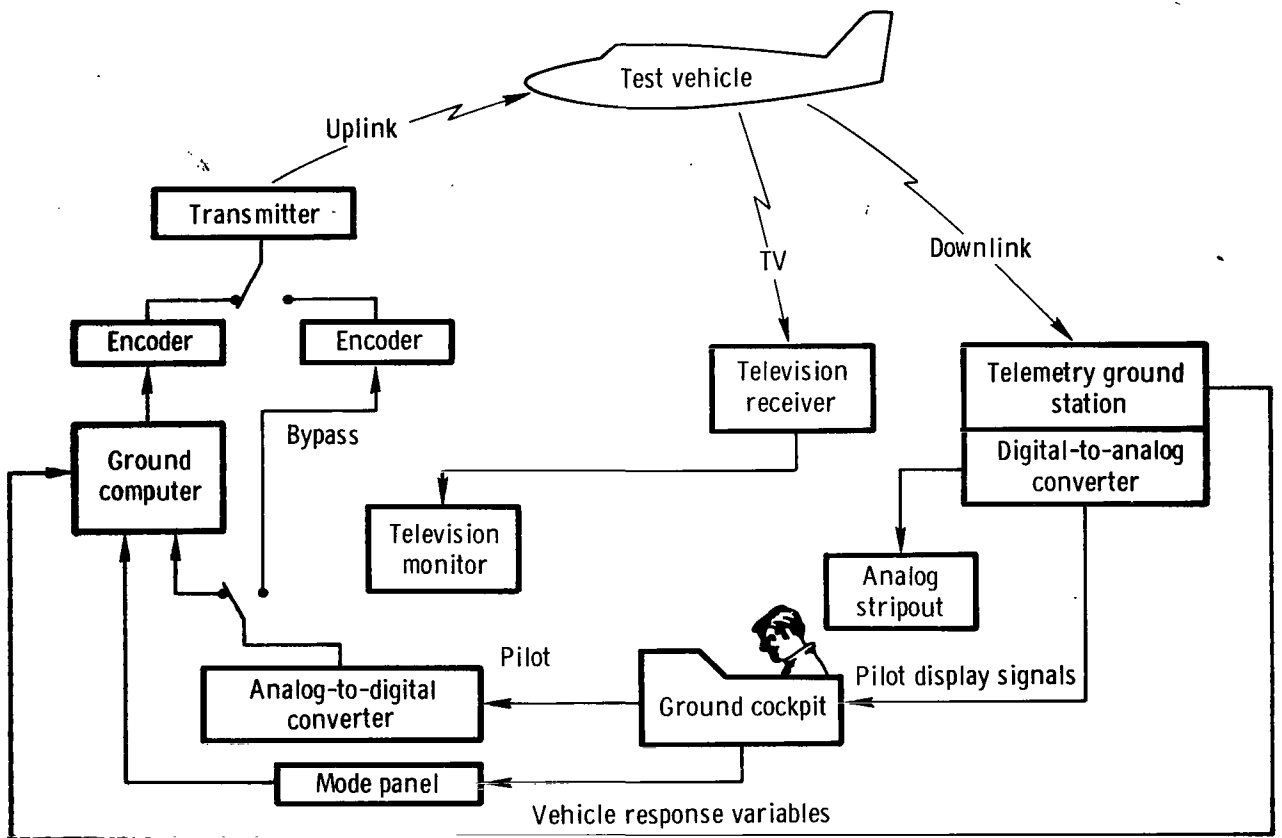 Test vehicle
Uplink
Transmitter
TV
Downlink
Encoder
Encoder
Television
receiver
Telemetry ground
station
Bypass
Ground
computer
Digital-to-analog
converter
Television
monitor
Analog
stripout
Pilot
Pilot display signals
Analog-to-digital
converter
Ground cockpit
Mode panel
Vehicle response variables